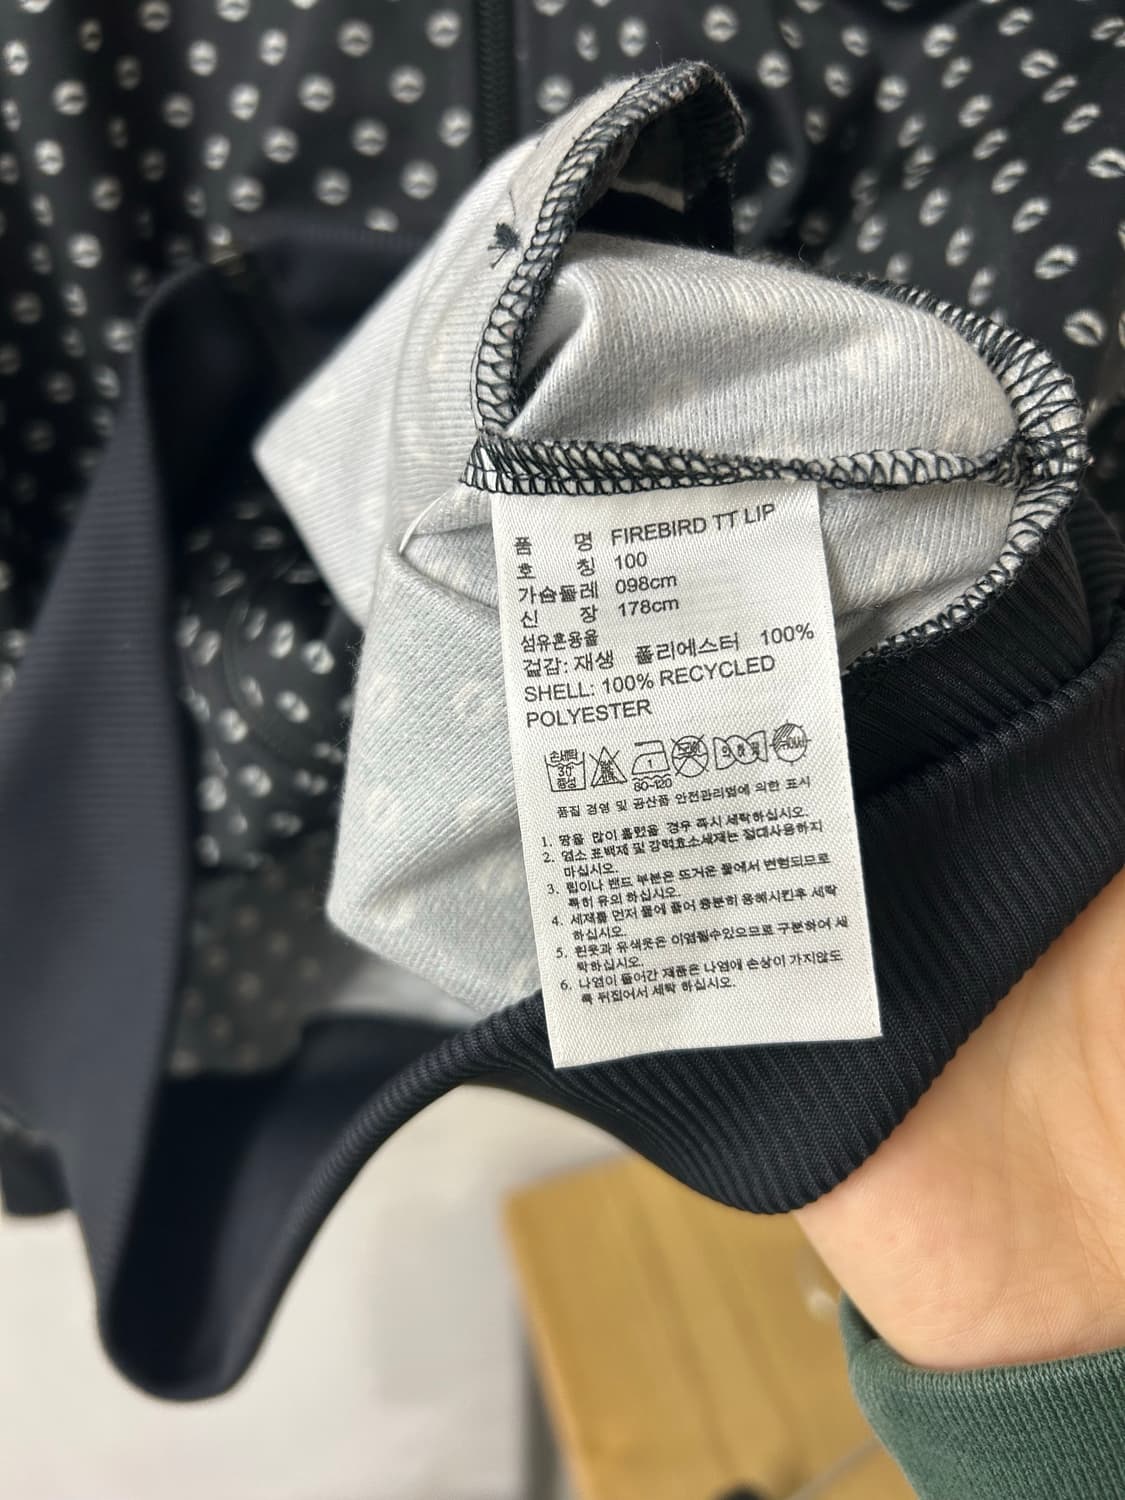 품 명 FIREBIRD TT LIP
호 칭 100
가슴둘레 098cm
신 장 178cm
섬유혼용율
겉감: 재생 폴리에스터 100%
SHELL: 100% RECYCLED
POLYESTER
손세탁
30°
중성
80~120
품질 경영 및 공산품 안전관리법에 의한 표시
1. 땀을 많이 흘렸을 경우 즉시 세탁하십시오.
2. 염소 표백제 및 강력효소세제는 절대사용하지
마십시오.
3. 립이나 밴드 부분은 뜨거운 물에서 변형되므로
특히 유의 하십시오.
4. 세제를 먼저 물에 풀어 충분히 용해시킨후 세탁
하십시오.
5. 흰옷과 유색옷은 이염될수있으므로 구분하여 세
탁하십시오.
6. 나염이 들어간 제품은 나염에 손상이 가지않도
록 뒤집어서 세탁 하십시오.